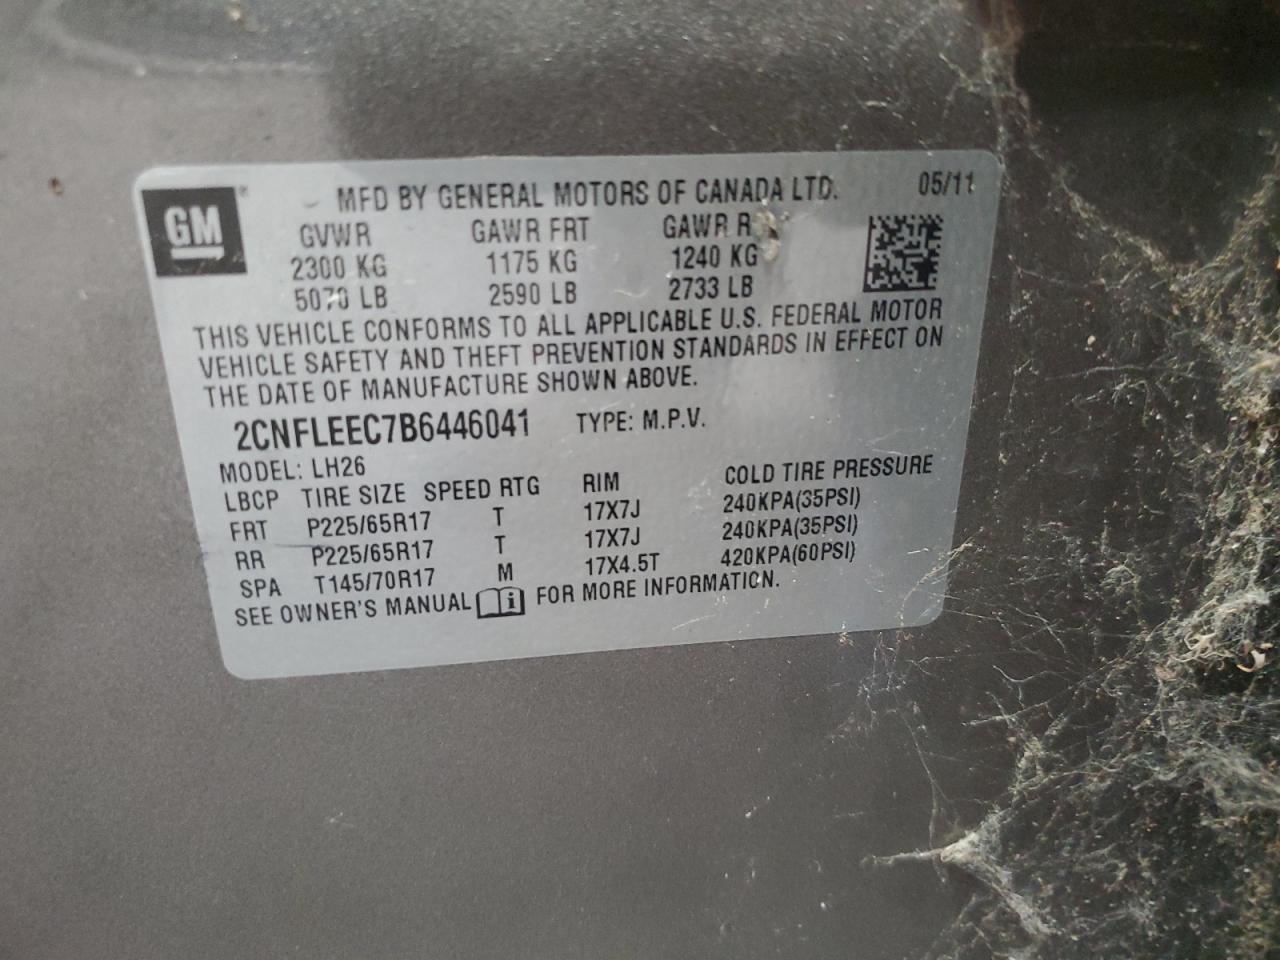 GM ® MFD BY GENERAL MOTORS OF CANADA LTD. 05/11
GVWR GAWR FRT GAWR R
2300 KG 1175 KG 1240 KG
5070 LB 2590 LB 2733 LB
THIS VEHICLE CONFORMS TO ALL APPLICABLE U.S. FEDERAL MOTOR
VEHICLE SAFETY AND THEFT PREVENTION STANDARDS IN EFFECT ON
THE DATE OF MANUFACTURE SHOWN ABOVE.
2CNFLEEC7B6446041 TYPE: M.P.V.
MODEL: LH26
LBCP TIRE SIZE SPEED RTG RIM COLD TIRE PRESSURE
FRT P225/65R17 T 17X7J 240KPA(35PSI)
RR P225/65R17 T 17X7J 240KPA(35PSI)
SPA T145/70R17 M 17X4.5T 420KPA(60PSI)
SEE OWNER'S MANUAL i FOR MORE INFORMATION.